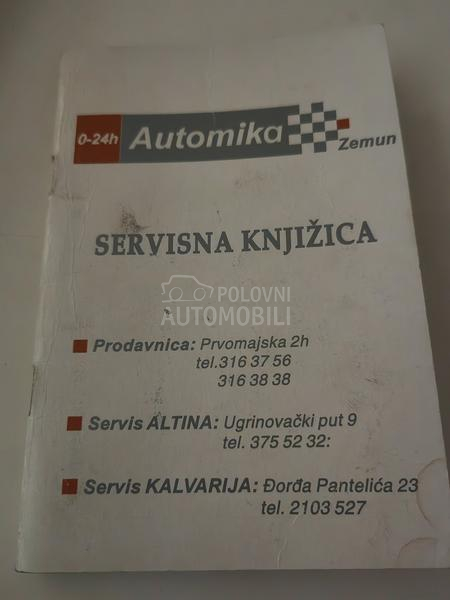 0-24h Automika
Zemun
SERVISNA KNJIŽICA
POLOVNI
AUTOMOBILI
Prodavnica: Prvomajska 2h
tel.316 37 56
316 38 38
Servis ALTINA: Ugrinovački put 9
tel. 375 52 32:
Servis KALVARIJA: Đorđa Pantelića 23
tel. 2103 527